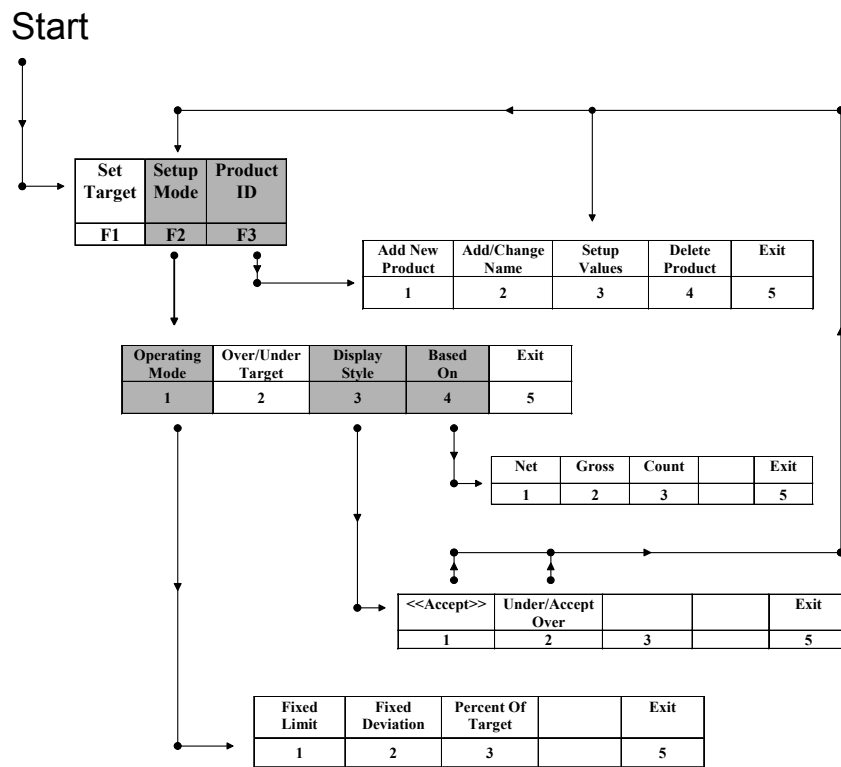 Start
Set Setup Product
Target Mode ID
F1 F2 F3
Add New Add/Change Setup Delete Exit
Product Name Values Product
1 2 3 4 5
Operating Over/Under Display Based Exit
Mode Target Style On
1 2 3 4 5
Net Gross Count Exit
1 2 3 5
<<Accept>> Under/Accept Exit
Over
1 2 3 5
Fixed Fixed Percent Of Exit
Limit Deviation Target
1 2 3 5